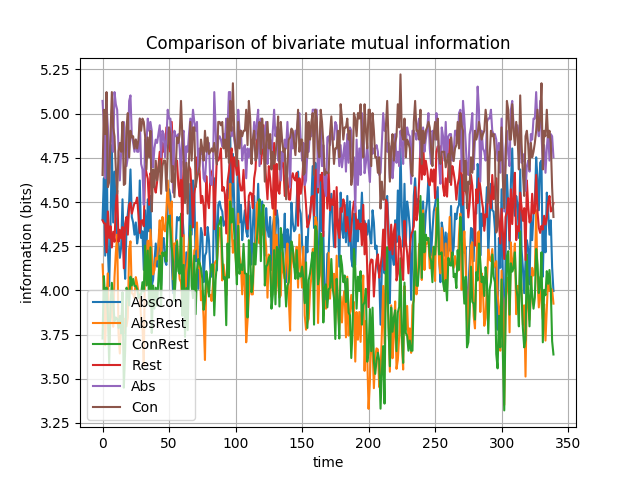 Comparison of bivariate mutual information
information (bits)
5.25
5.00
4.75
4.50
4.25
4.00
3.75
3.50
3.25
AbsCon
AbsRest
ConRest
Rest
Abs
Con
0 50 100 150 200 250 300 350
time